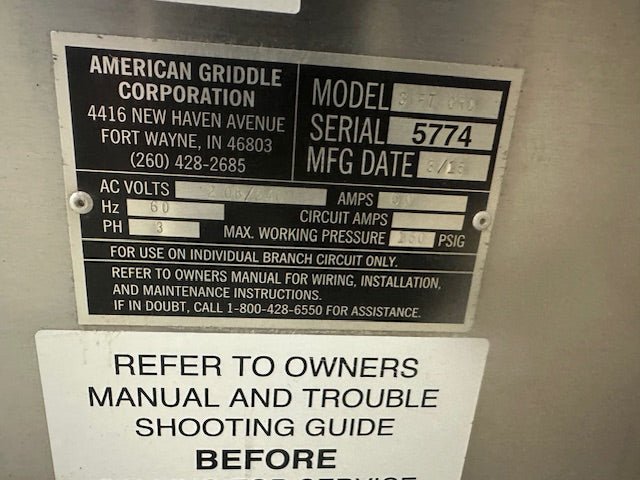 AMERICAN GRIDDLE
CORPORATION
4416 NEW HAVEN AVENUE
FORT WAYNE, IN 46803
(260) 428-2685
MODEL
SERIAL 5774
MFG DATE
AC VOLTS
Hz 60
PH 3
AMPS
CIRCUIT AMPS
MAX. WORKING PRESSURE PSIG
FOR USE ON INDIVIDUAL BRANCH CIRCUIT ONLY.
REFER TO OWNERS MANUAL FOR WIRING, INSTALLATION,
AND MAINTENANCE INSTRUCTIONS.
IF IN DOUBT, CALL 1-800-428-6550 FOR ASSISTANCE.
REFER TO OWNERS
MANUAL AND TROUBLE
SHOOTING GUIDE
BEFORE